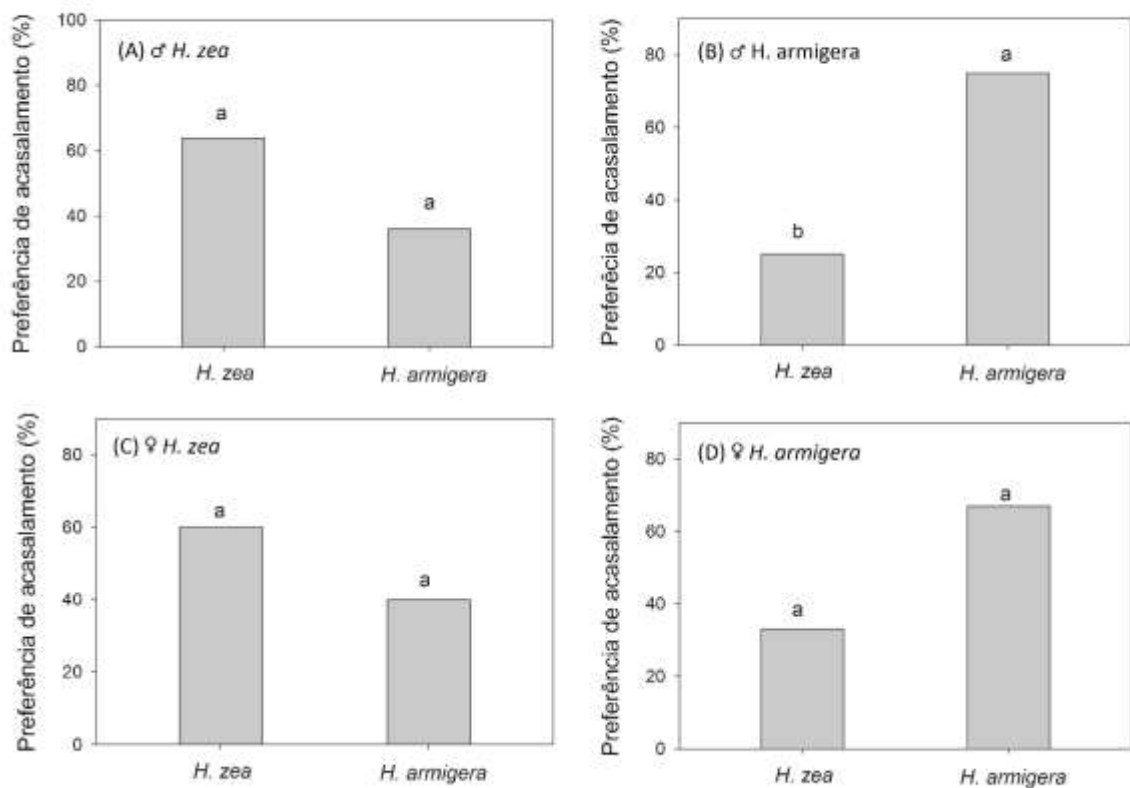 Preferência de acasalamento (%)
100
80
60
40
20
0
(A) ♂ H. zea
a
a
H. zea
H. armigera
Preferêcia de acasalamento (%)
80
60
40
20
0
(B) ♂ H. armigera
b
a
H. zea
H. armigera
Preferência de acasalamento (%)
80
60
40
20
0
(C) ♀ H. zea
a
a
H. zea
H. armigera
Preferência de acasalamento (%)
80
60
40
20
0
(D) ♀ H. armigera
a
a
H. zea
H. armigera